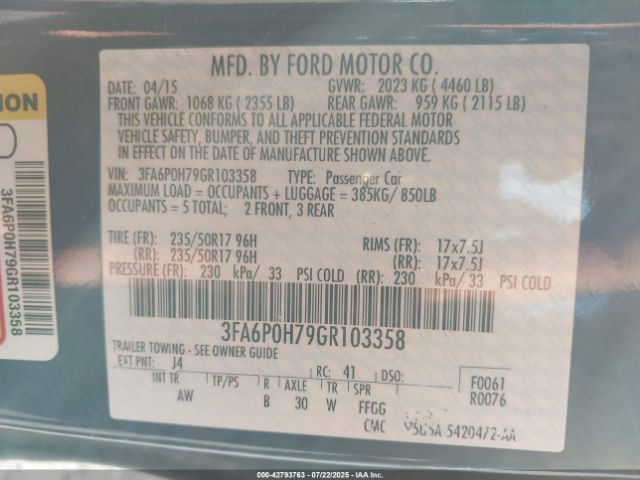 MFD. BY FORD MOTOR CO.
DATE: 04/15 GVWR: 2023 KG ( 4460 LB)
FRONT GAWR: 1068 KG ( 2355 LB) REAR GAWR: 959 KG ( 2115 LB)
THIS VEHICLE CONFORMS TO ALL APPLICABLE FEDERAL MOTOR
VEHICLE SAFETY, BUMPER, AND THEFT PREVENTION STANDARDS
IN EFFECT ON THE DATE OF MANUFACTURE SHOWN ABOVE.
VIN: 3FA6P0H79GR103358 TYPE: Passenger Car
MAXIMUM LOAD = OCCUPANTS + LUGGAGE = 385KG/ 850LB
OCCUPANTS = 5 TOTAL; 2 FRONT, 3 REAR
TIRE (FR): 235/50R17 96H RIMS (FR): 17x7.5J
(RR): 235/50R17 96H (RR): 17x7.5J
PRESSURE (FR): 230 kPa/ 33 PSI COLD (RR): 230 kPa/ 33 PSI COLD
3FA6P0H79GR103358
TRAILER TOWING - SEE OWNER GUIDE
EXT PNT: J4 RC: 41 DSO: F0061
INT TR TP/PS R AXLE TR SPR R0076
AW B 30 W FFGG
CMC 5420472-AA
ION
3FA6P0H79GR103358
000-42793763 - 07/22/2025 - IAAI.COM